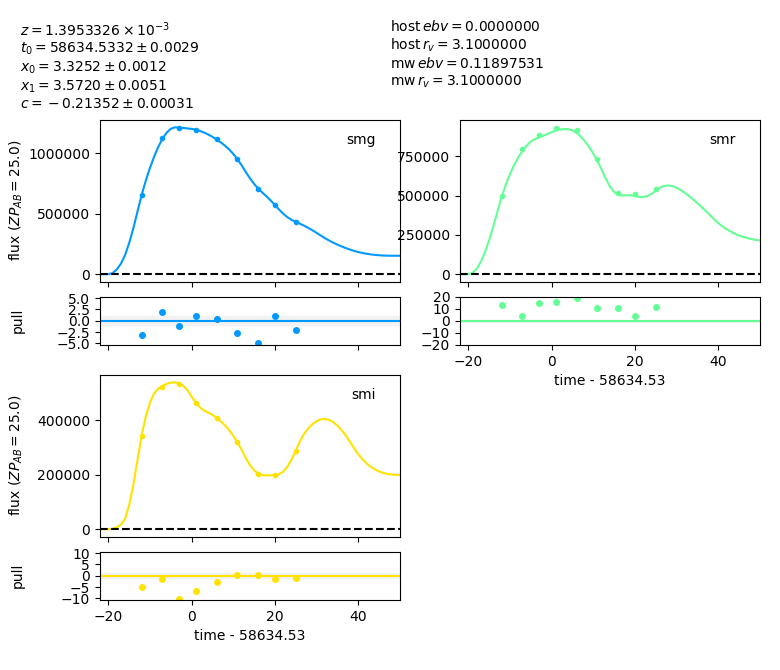 z = 1.3953326 × 10⁻³
t₀ = 58634.5332 ± 0.0029
x₀ = 3.3252 ± 0.0012
x₁ = 3.5720 ± 0.0051
c = −0.21352 ± 0.00031
host ebv = 0.0000000
host r_v = 3.1000000
mw ebv = 0.11897531
mw r_v = 3.1000000
smg
flux (ZP_AB = 25.0)
1000000
500000
0
smr
750000
500000
250000
0
pull
5.0
2.5
0.0
−2.5
−5.0
20
10
0
−10
−20
−20 0 20 40
time - 58634.53
smi
flux (ZP_AB = 25.0)
400000
200000
0
pull
10
5
0
−5
−10
−20 0 20 40
time - 58634.53